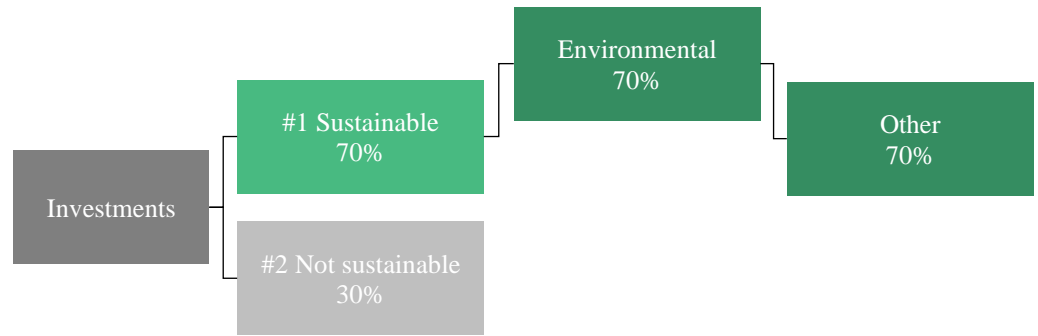 Environmental
70%
#1 Sustainable
70%
Other
70%
Investments
#2 Not sustainable
30%